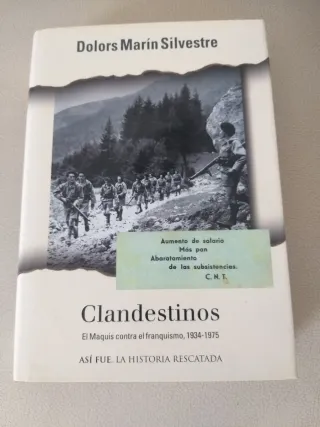 Dolors Marín Silvestre
Aumento de salario
Más pan
Abaratamiento
de las subsistencias.
C. N. T.
Clandestinos
El Maquis contra el franquismo, 1934-1975
ASÍ FUE. LA HISTORIA RESCATADA